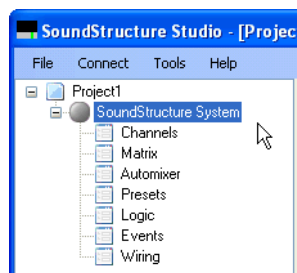 SoundStructure Studio - [Projec
File Connect Tools Help
Project1
SoundStructure System
Channels
Matrix
Automixer
Presets
Logic
Events
Wiring